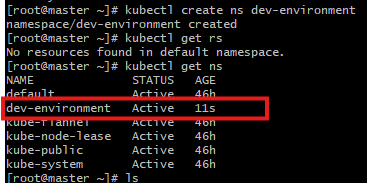 [root@master ~]# kubectl create ns dev-environment
namespace/dev-environment created
[root@master ~]# kubectl get rs
No resources found in default namespace.
[root@master ~]# kubectl get ns
NAME STATUS AGE
default Active 46h
dev-environment Active 11s
kube-flannel Active 46h
kube-node-lease Active 46h
kube-public Active 46h
kube-system Active 46h
[root@master ~]# ls